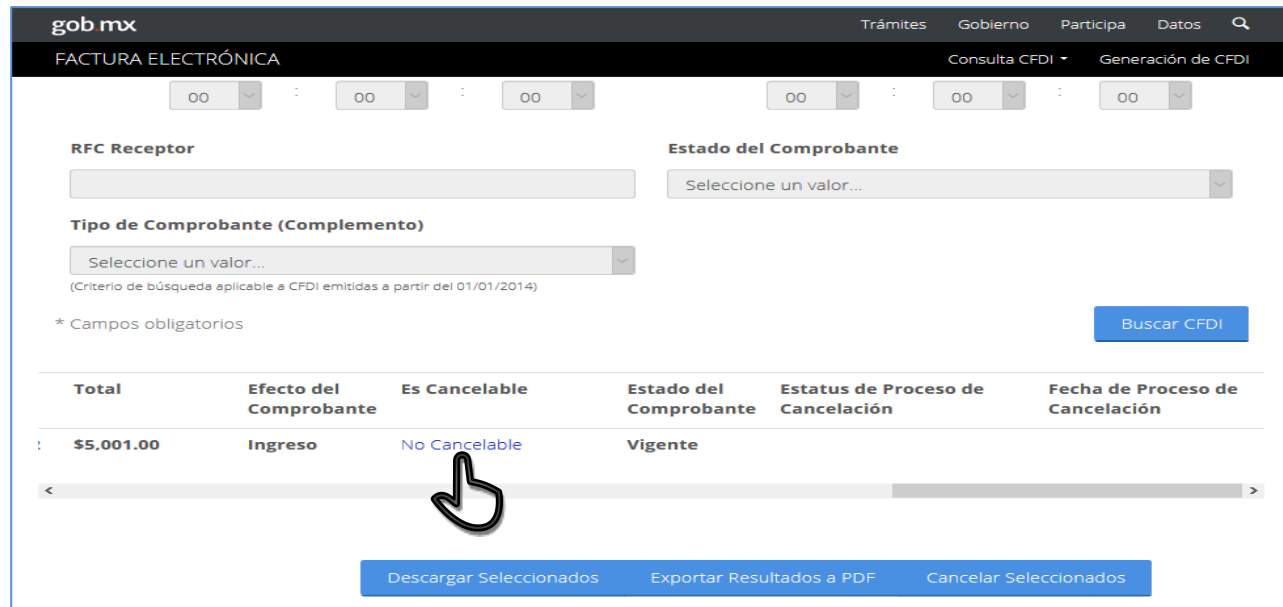 gob.mx Trámites Gobierno Participa Datos
FACTURA ELECTRÓNICA Consulta CFDI Generación de CFDI
00 : 00 : 00 00 : 00 : 00
RFC Receptor Estado del Comprobante
Seleccione un valor...
Tipo de Comprobante (Complemento)
Seleccione un valor...
(Criterio de búsqueda aplicable a CFDI emitidas a partir del 01/01/2014)
* Campos obligatorios Buscar CFDI
Total Efecto del Es Cancelable Estado del Estatus de Proceso de Fecha de Proceso de
Comprobante Comprobante Cancelación Cancelación
$5,001.00 Ingreso No Cancelable Vigente
Descargar Seleccionados Exportar Resultados a PDF Cancelar Seleccionados